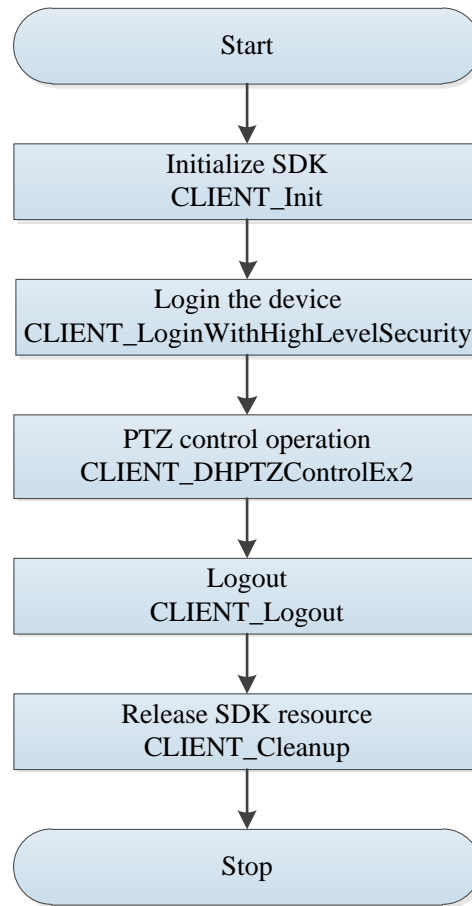 Start
Initialize SDK
CLIENT_Init
Login the device
CLIENT_LoginWithHighLevelSecurity
PTZ control operation
CLIENT_DHPTZControlEx2
Logout
CLIENT_Logout
Release SDK resource
CLIENT_Cleanup
Stop